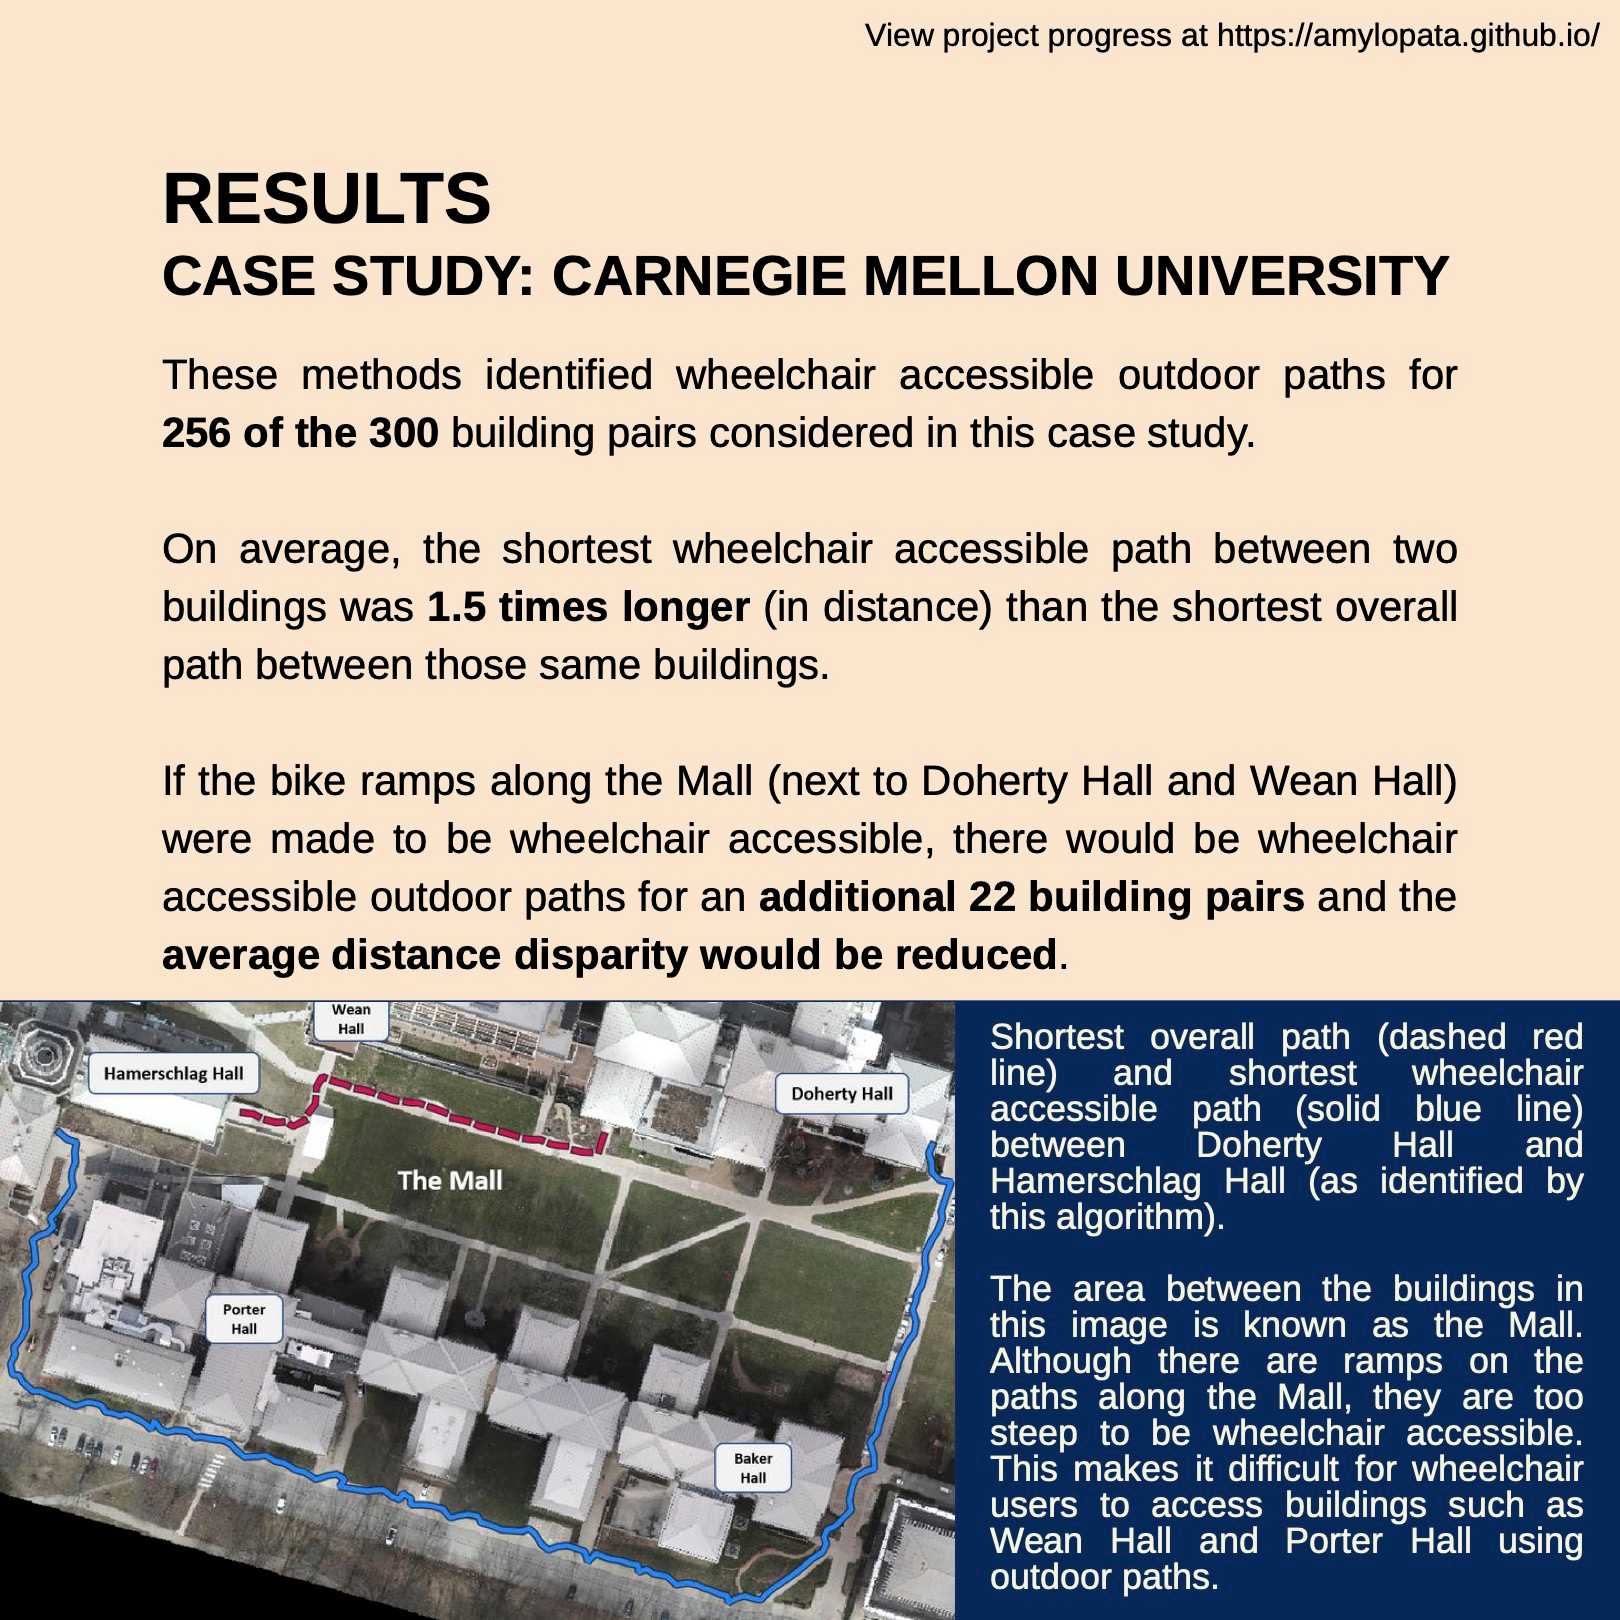 View project progress at https://amylopata.github.io/
RESULTS
CASE STUDY: CARNEGIE MELLON UNIVERSITY
These methods identified wheelchair accessible outdoor paths for
256 of the 300 building pairs considered in this case study.
On average, the shortest wheelchair accessible path between two
buildings was 1.5 times longer (in distance) than the shortest overall
path between those same buildings.
If the bike ramps along the Mall (next to Doherty Hall and Wean Hall)
were made to be wheelchair accessible, there would be wheelchair
accessible outdoor paths for an additional 22 building pairs and the
average distance disparity would be reduced.
Wean
Hall
Hamerschlag Hall
Doherty Hall
The Mall
Porter
Hall
Baker
Hall
Shortest overall path (dashed red
line) and shortest wheelchair
accessible path (solid blue line)
between Doherty Hall and
Hamerschlag Hall (as identified by
this algorithm).
The area between the buildings in
this image is known as the Mall.
Although there are ramps on the
paths along the Mall, they are too
steep to be wheelchair accessible.
This makes it difficult for wheelchair
users to access buildings such as
Wean Hall and Porter Hall using
outdoor paths.